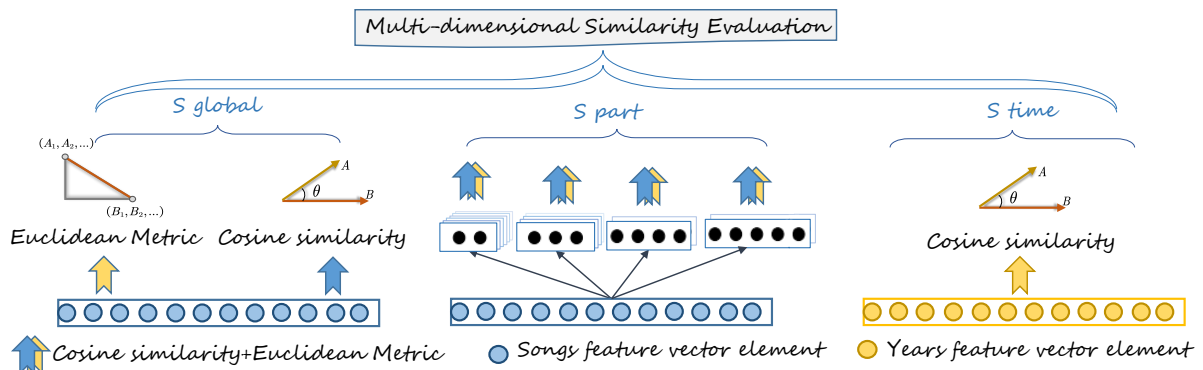 Multi-dimensional Similarity Evaluation
S global
S part
S time
(A₁, A₂, ...)
(B₁, B₂, ...)
A
θ
B
A
θ
B
Euclidean Metric
Cosine similarity
Cosine similarity
Cosine similarity+Euclidean Metric
Songs feature vector element
Years feature vector element